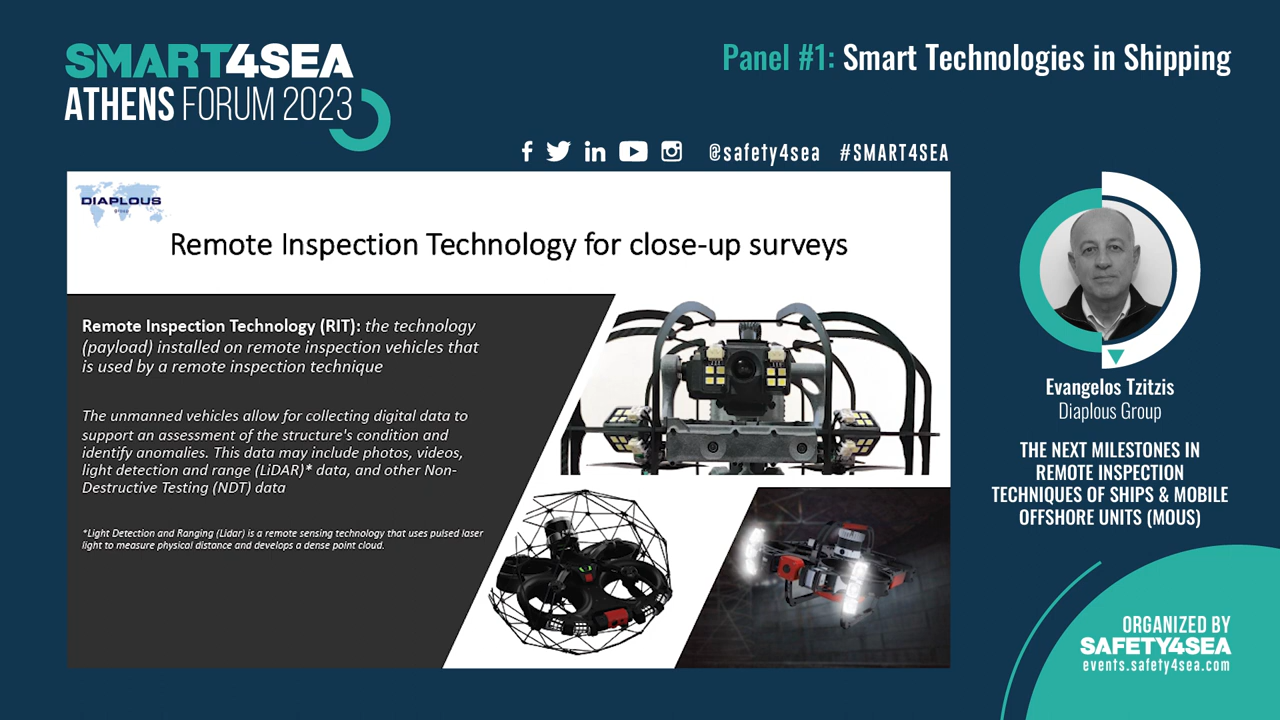 SMART4SEA
ATHENS FORUM 2023
Panel #1: Smart Technologies in Shipping
@safety4sea #SMART4SEA
DIAPLOUS
group
Remote Inspection Technology for close-up surveys
Remote Inspection Technology (RIT): the technology
(payload) installed on remote inspection vehicles that
is used by a remote inspection technique
The unmanned vehicles allow for collecting digital data to
support an assessment of the structure's condition and
identify anomalies. This data may include photos, videos,
light detection and range (LiDAR)* data, and other Non-
Destructive Testing (NDT) data
*Light Detection and Ranging (Lidar) is a remote sensing technology that uses pulsed laser
light to measure physical distance and develops a dense point cloud.
Evangelos Tzitzis
Diaplous Group
THE NEXT MILESTONES IN
REMOTE INSPECTION
TECHNIQUES OF SHIPS & MOBILE
OFFSHORE UNITS (MOUS)
ORGANIZED BY
SAFETY4SEA
events.safety4sea.com